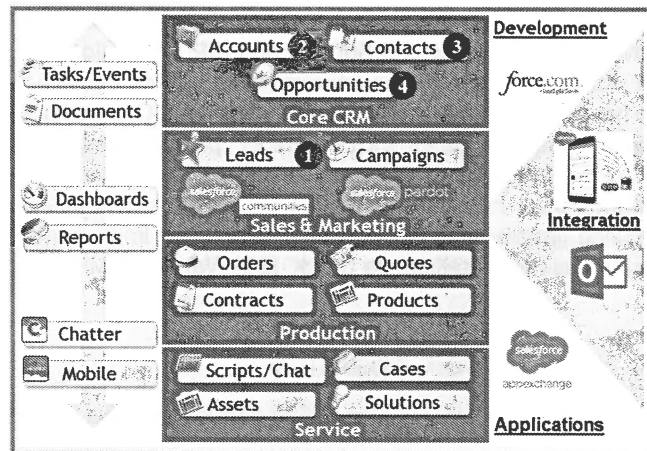 Development
Accounts 2
Contacts 3
Tasks/Events
Opportunities 4
force.com
Documents
Core CRM
Leads 1
Campaigns
salesforce
communities
salesforce
pardot
Dashboards
Sales & Marketing
Integration
Reports
Orders
Quotes
Contracts
Products
Chatter
Production
salesforce
Mobile
Scripts/Chat
Cases
appexchange
Assets
Solutions
Applications
Service